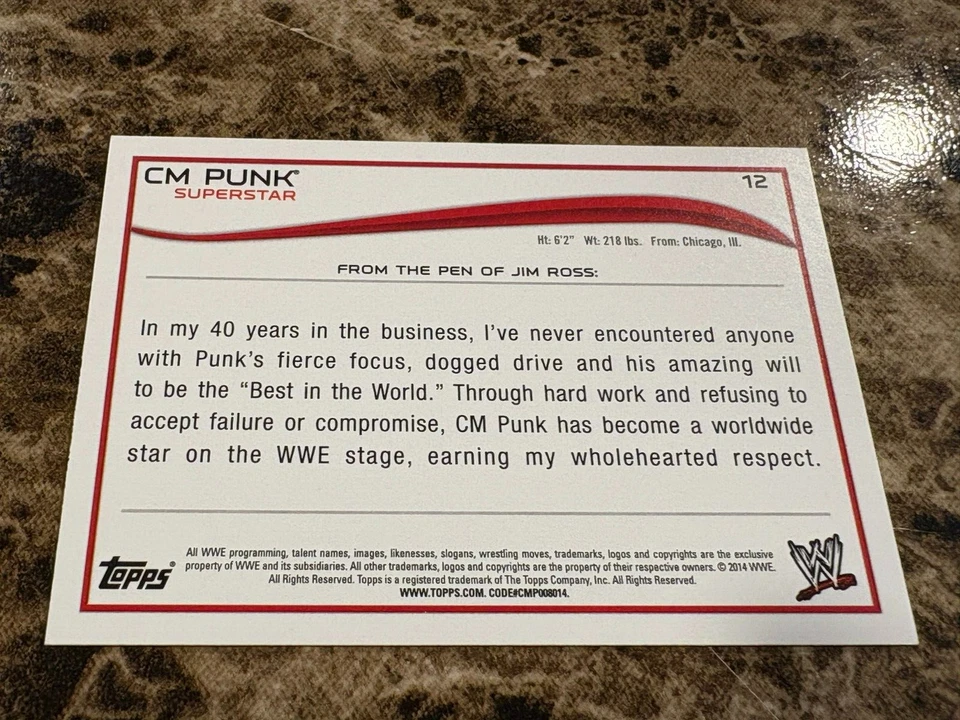 CM PUNK®
SUPERSTAR
12
Ht: 6'2" Wt: 218 lbs. From: Chicago, Ill.
FROM THE PEN OF JIM ROSS:
In my 40 years in the business, I've never encountered anyone
with Punk's fierce focus, dogged drive and his amazing will
to be the “Best in the World.” Through hard work and refusing to
accept failure or compromise, CM Punk has become a worldwide
star on the WWE stage, earning my wholehearted respect.
All WWE programming, talent names, images, likenesses, slogans, wrestling moves, trademarks, logos and copyrights are the exclusive
property of WWE and its subsidiaries. All other trademarks, logos and copyrights are the property of their respective owners. © 2014 WWE.
All Rights Reserved. Topps is a registered trademark of The Topps Company, Inc. All Rights Reserved.
WWW.TOPPS.COM. CODE#CMP008014.
topps®
W